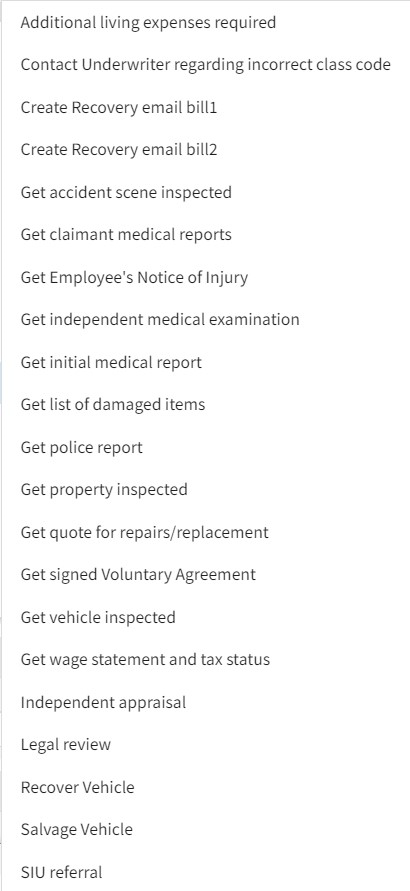 Additional living expenses required
Contact Underwriter regarding incorrect class code
Create Recovery email bill1
Create Recovery email bill2
Get accident scene inspected
Get claimant medical reports
Get Employee's Notice of Injury
Get independent medical examination
Get initial medical report
Get list of damaged items
Get police report
Get property inspected
Get quote for repairs/replacement
Get signed Voluntary Agreement
Get vehicle inspected
Get wage statement and tax status
Independent appraisal
Legal review
Recover Vehicle
Salvage Vehicle
SIU referral